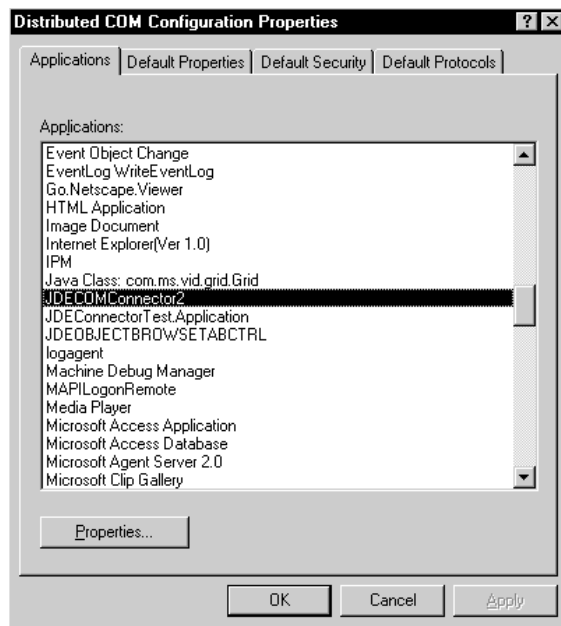 Distributed COM Configuration Properties
Applications Default Properties Default Security Default Protocols
Applications:
Event Object Change
EventLog WriteEventLog
Go.Netscape.Viewer
HTML Application
Image Document
Internet Explorer(Ver 1.0)
IPM
Java Class: com.ms.vid.grid.Grid
JDECOMConnector2
JDEConnectorTest.Application
JDEOBJECTBROWSETABCTRL
logagent
Machine Debug Manager
MAPILogonRemote
Media Player
Microsoft Access Application
Microsoft Access Database
Microsoft Agent Server 2.0
Microsoft Clip Gallery
Properties...
OK Cancel Apply